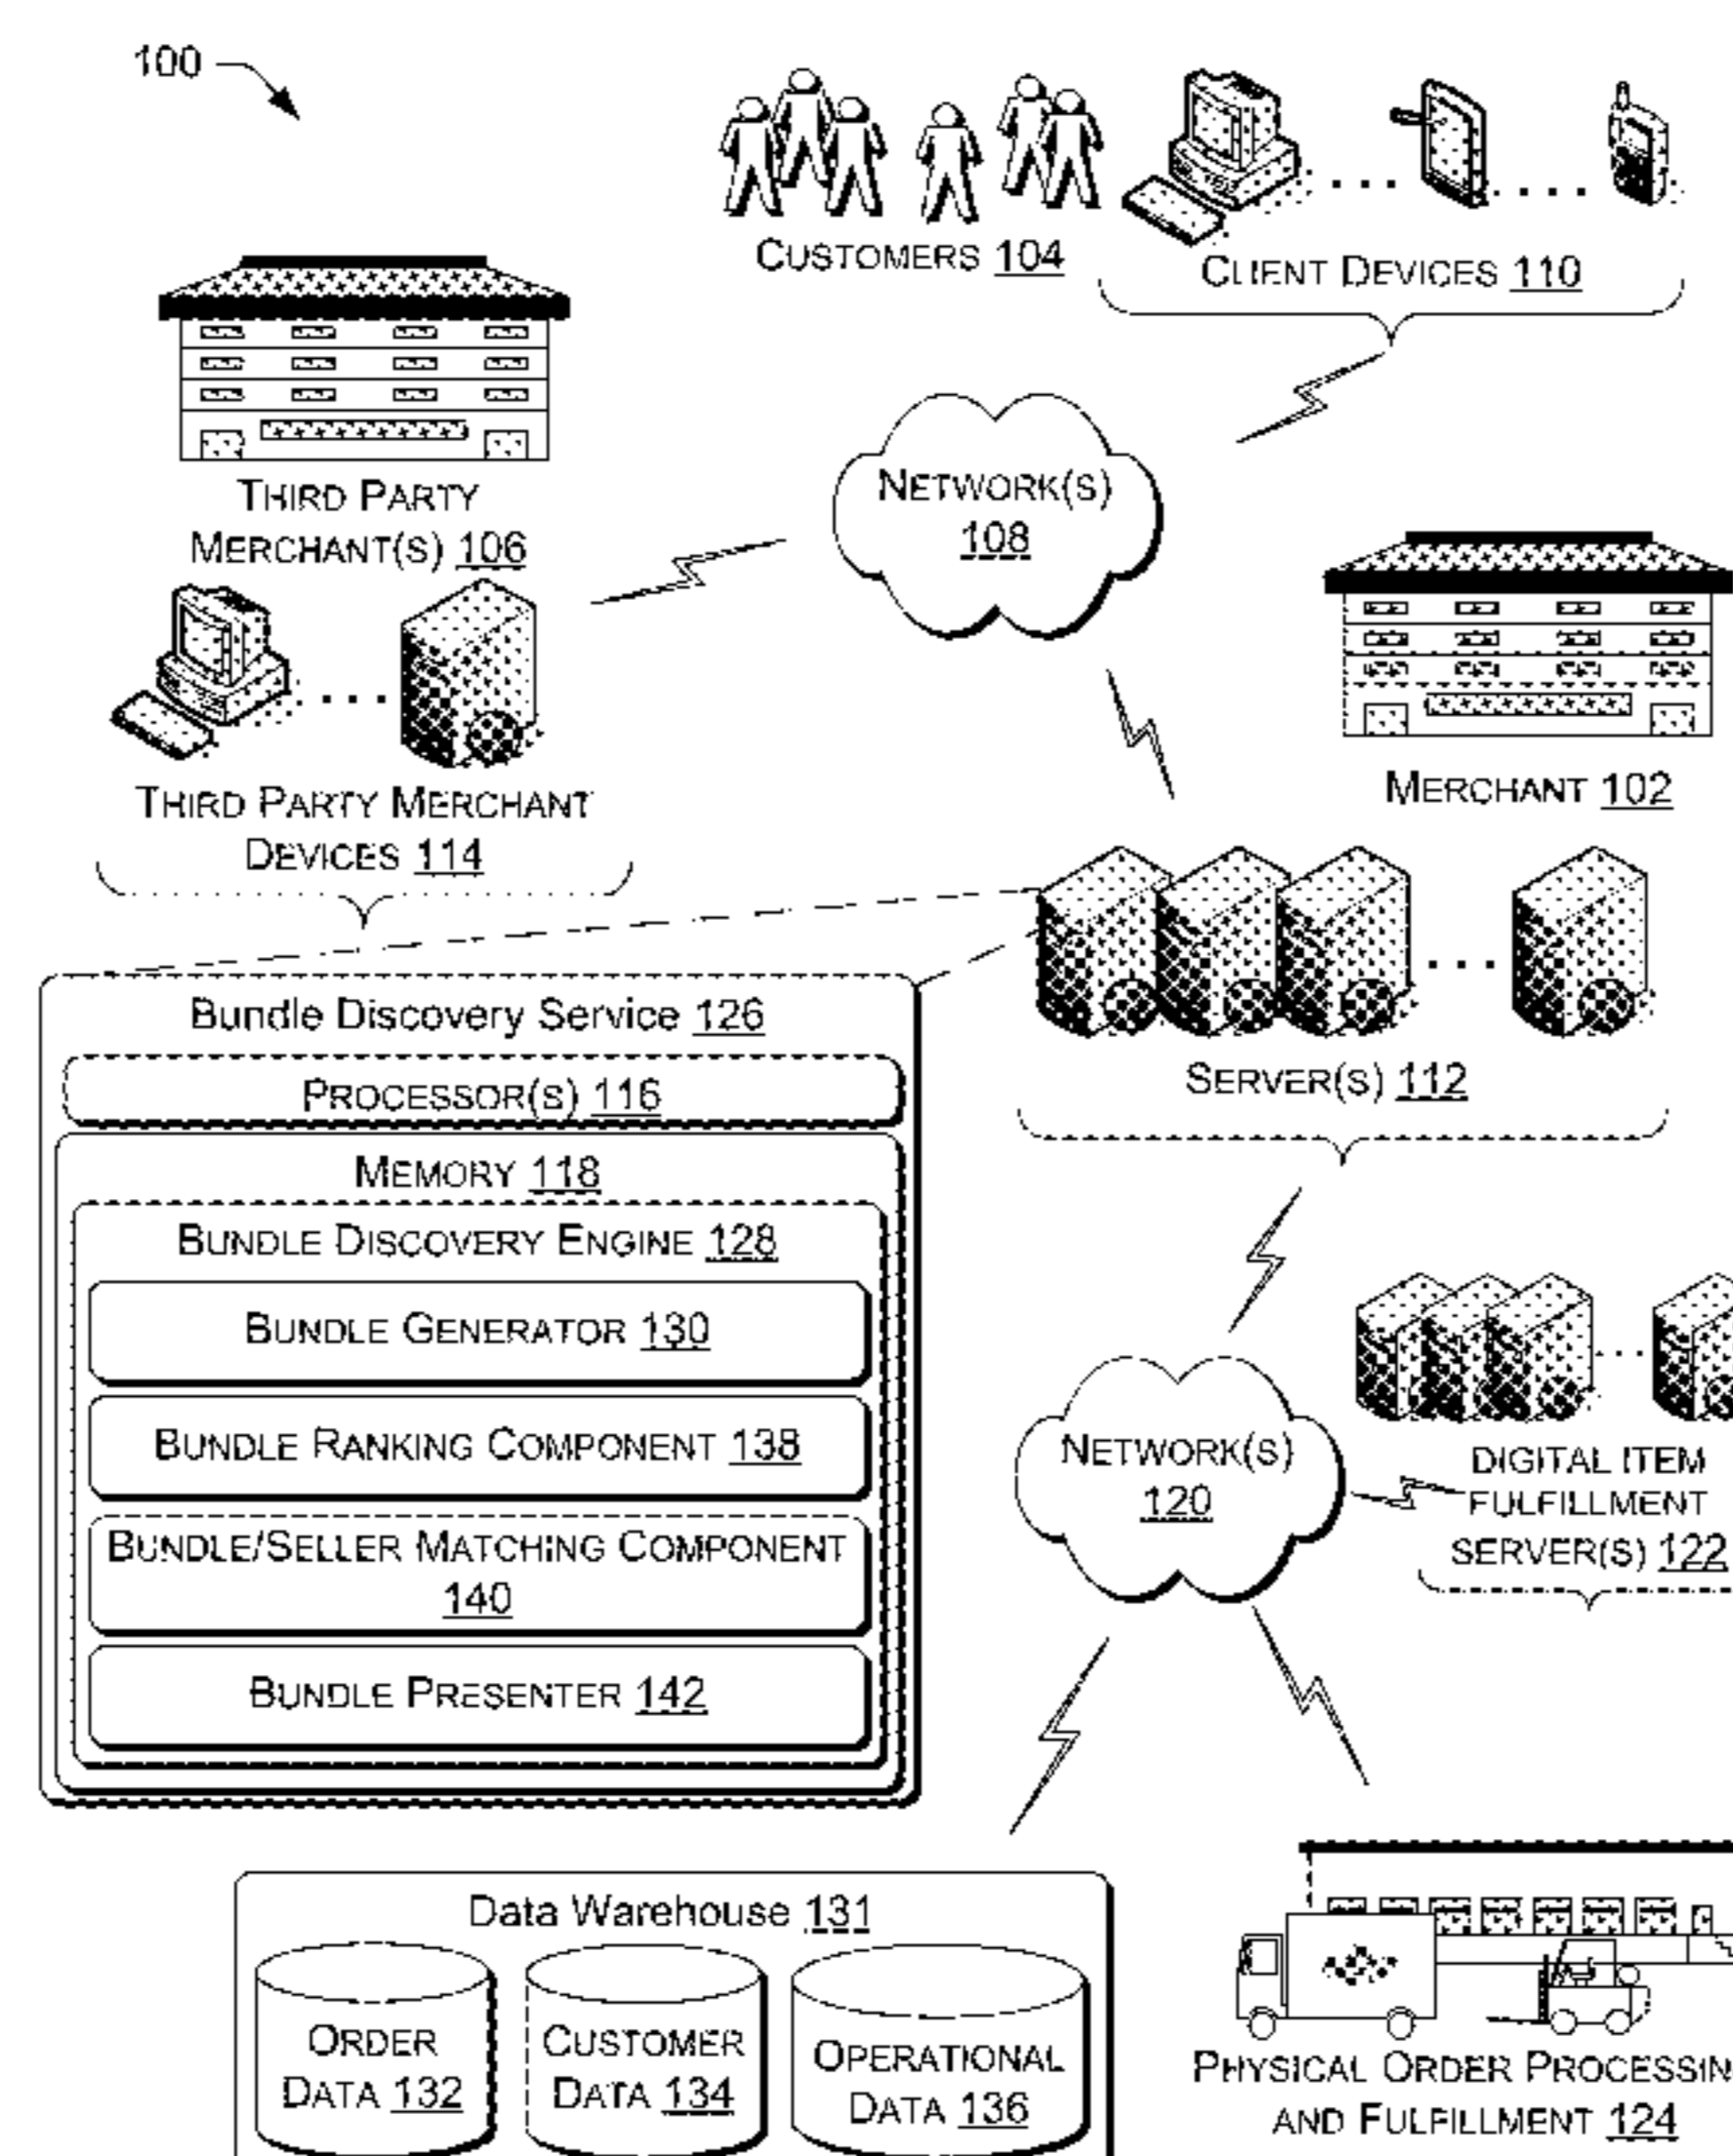 100
CUSTOMERS 104
CLIENT DEVICES 110
THIRD PARTY
MERCHANT(S) 106
NETWORK(S)
108
MERCHANT 102
THIRD PARTY MERCHANT
DEVICES 114
SERVER(S) 112
Bundle Discovery Service 126
PROCESSOR(S) 116
MEMORY 118
BUNDLE DISCOVERY ENGINE 128
BUNDLE GENERATOR 130
BUNDLE RANKING COMPONENT 138
BUNDLE/SELLER MATCHING COMPONENT
140
BUNDLE PRESENTER 142
NETWORK(S)
120
DIGITAL ITEM
FULFILLMENT
SERVER(S) 122
Data Warehouse 131
ORDER
DATA 132
CUSTOMER
DATA 134
OPERATIONAL
DATA 136
PHYSICAL ORDER PROCESSIN
AND FULFILLMENT 124